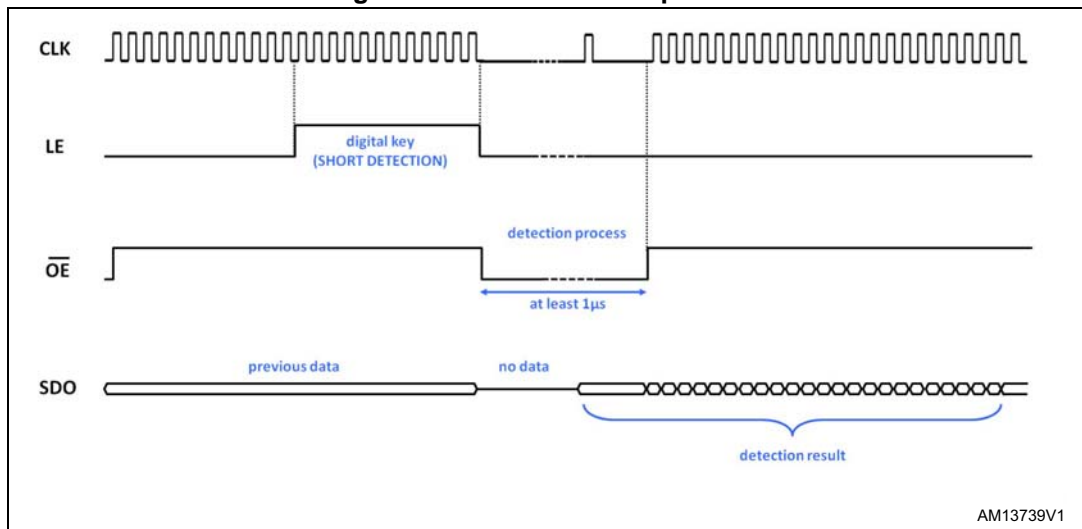 CLK
LE
digital key
(SHORT DETECTION)
detection process
OE
at least 1µs
previous data
no data
SDO
detection result
AM13739V1